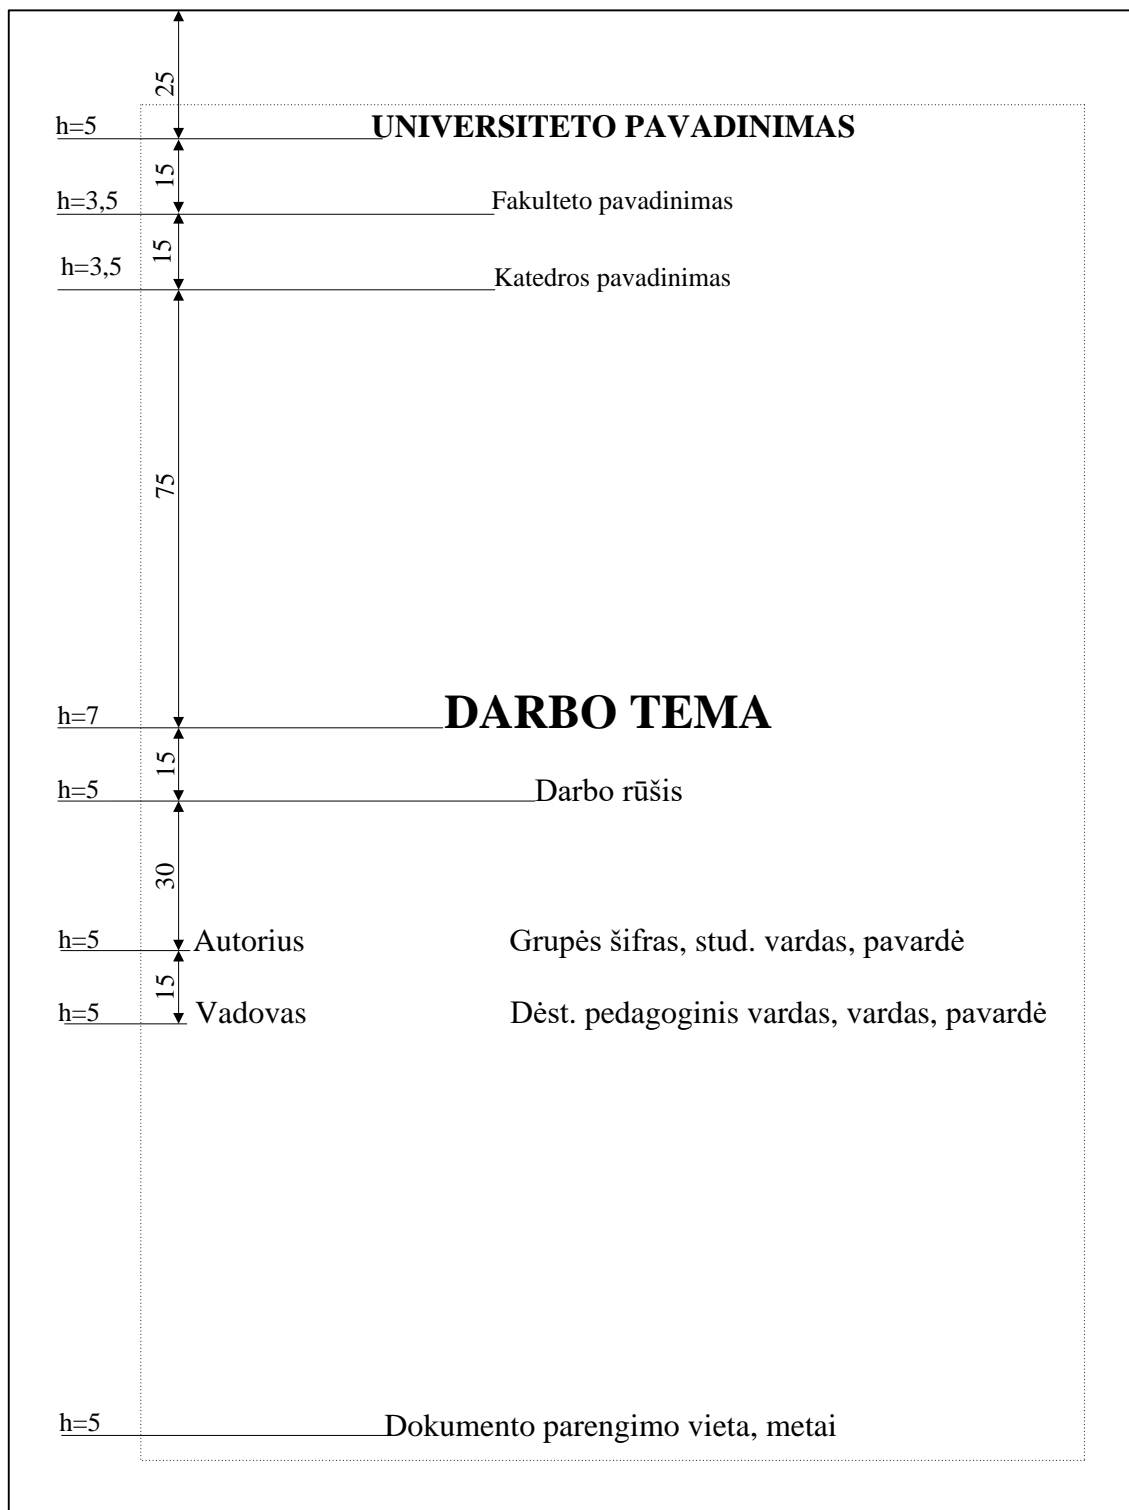 25
h=5 UNIVERSITETO PAVADINIMAS
15
h=3,5 Fakulteto pavadinimas
15
h=3,5 Katedros pavadinimas
75
h=7 DARBO TEMA
15
h=5 Darbo rūšis
30
h=5 Autorius Grupės šifras, stud. vardas, pavardė
15
h=5 Vadovas Dėst. pedagoginis vardas, vardas, pavardė
h=5 Dokumento parengimo vieta, metai